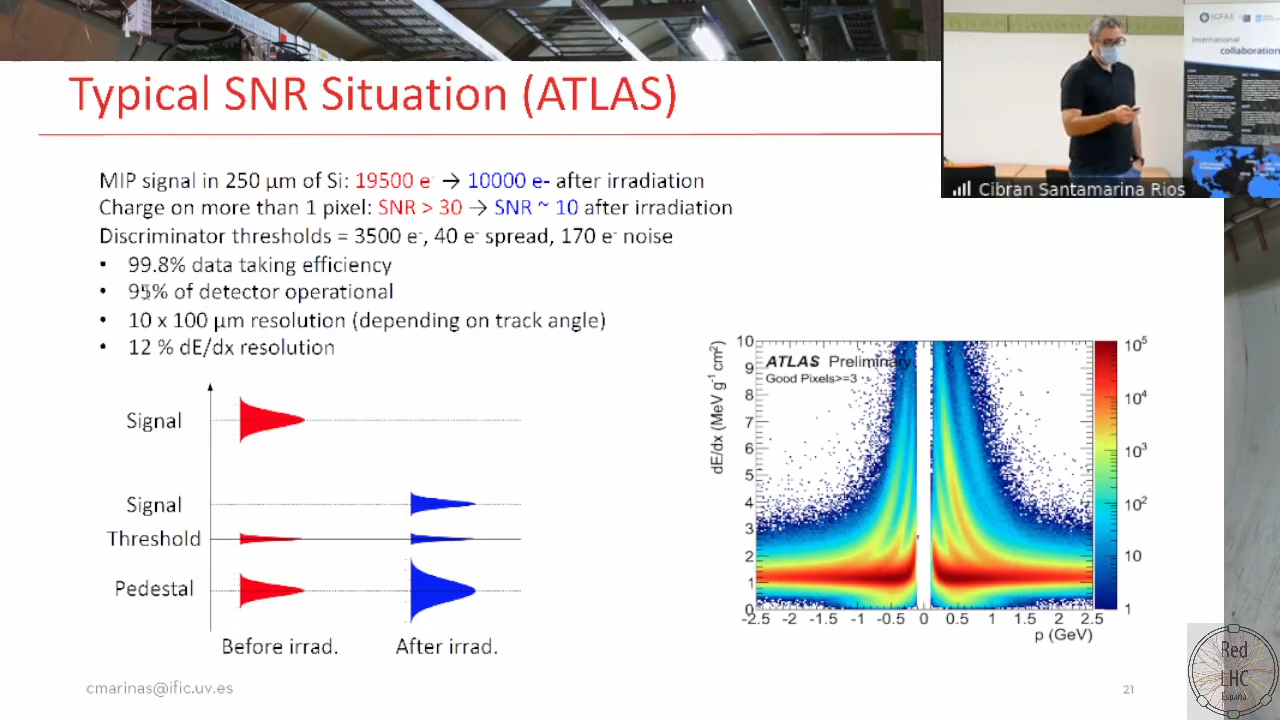 Typical SNR Situation (ATLAS)
MIP signal in 250 µm of Si: 19500 e⁻ → 10000 e- after irradiation
Charge on more than 1 pixel: SNR > 30 → SNR ~ 10 after irradiation
Discriminator thresholds = 3500 e⁻, 40 e⁻ spread, 170 e⁻ noise
• 99.8% data taking efficiency
• 95% of detector operational
• 10 x 100 µm resolution (depending on track angle)
• 12 % dE/dx resolution
Signal
Signal
Threshold
Pedestal
Before irrad.
After irrad.
ATLAS Preliminary
Good Pixels>=3
dE/dx (MeV g⁻¹ cm²)
10
9
8
7
6
5
4
3
2
1
0
-2.5 -2 -1.5 -1 -0.5 0 0.5 1 1.5 2 2.5
p (GeV)
10⁵
10⁴
10³
10²
10
1
cmarinas@ific.uv.es
21
IGFAE
International
collaboration
Cibran Santamarina Rios
Red
LHC
España